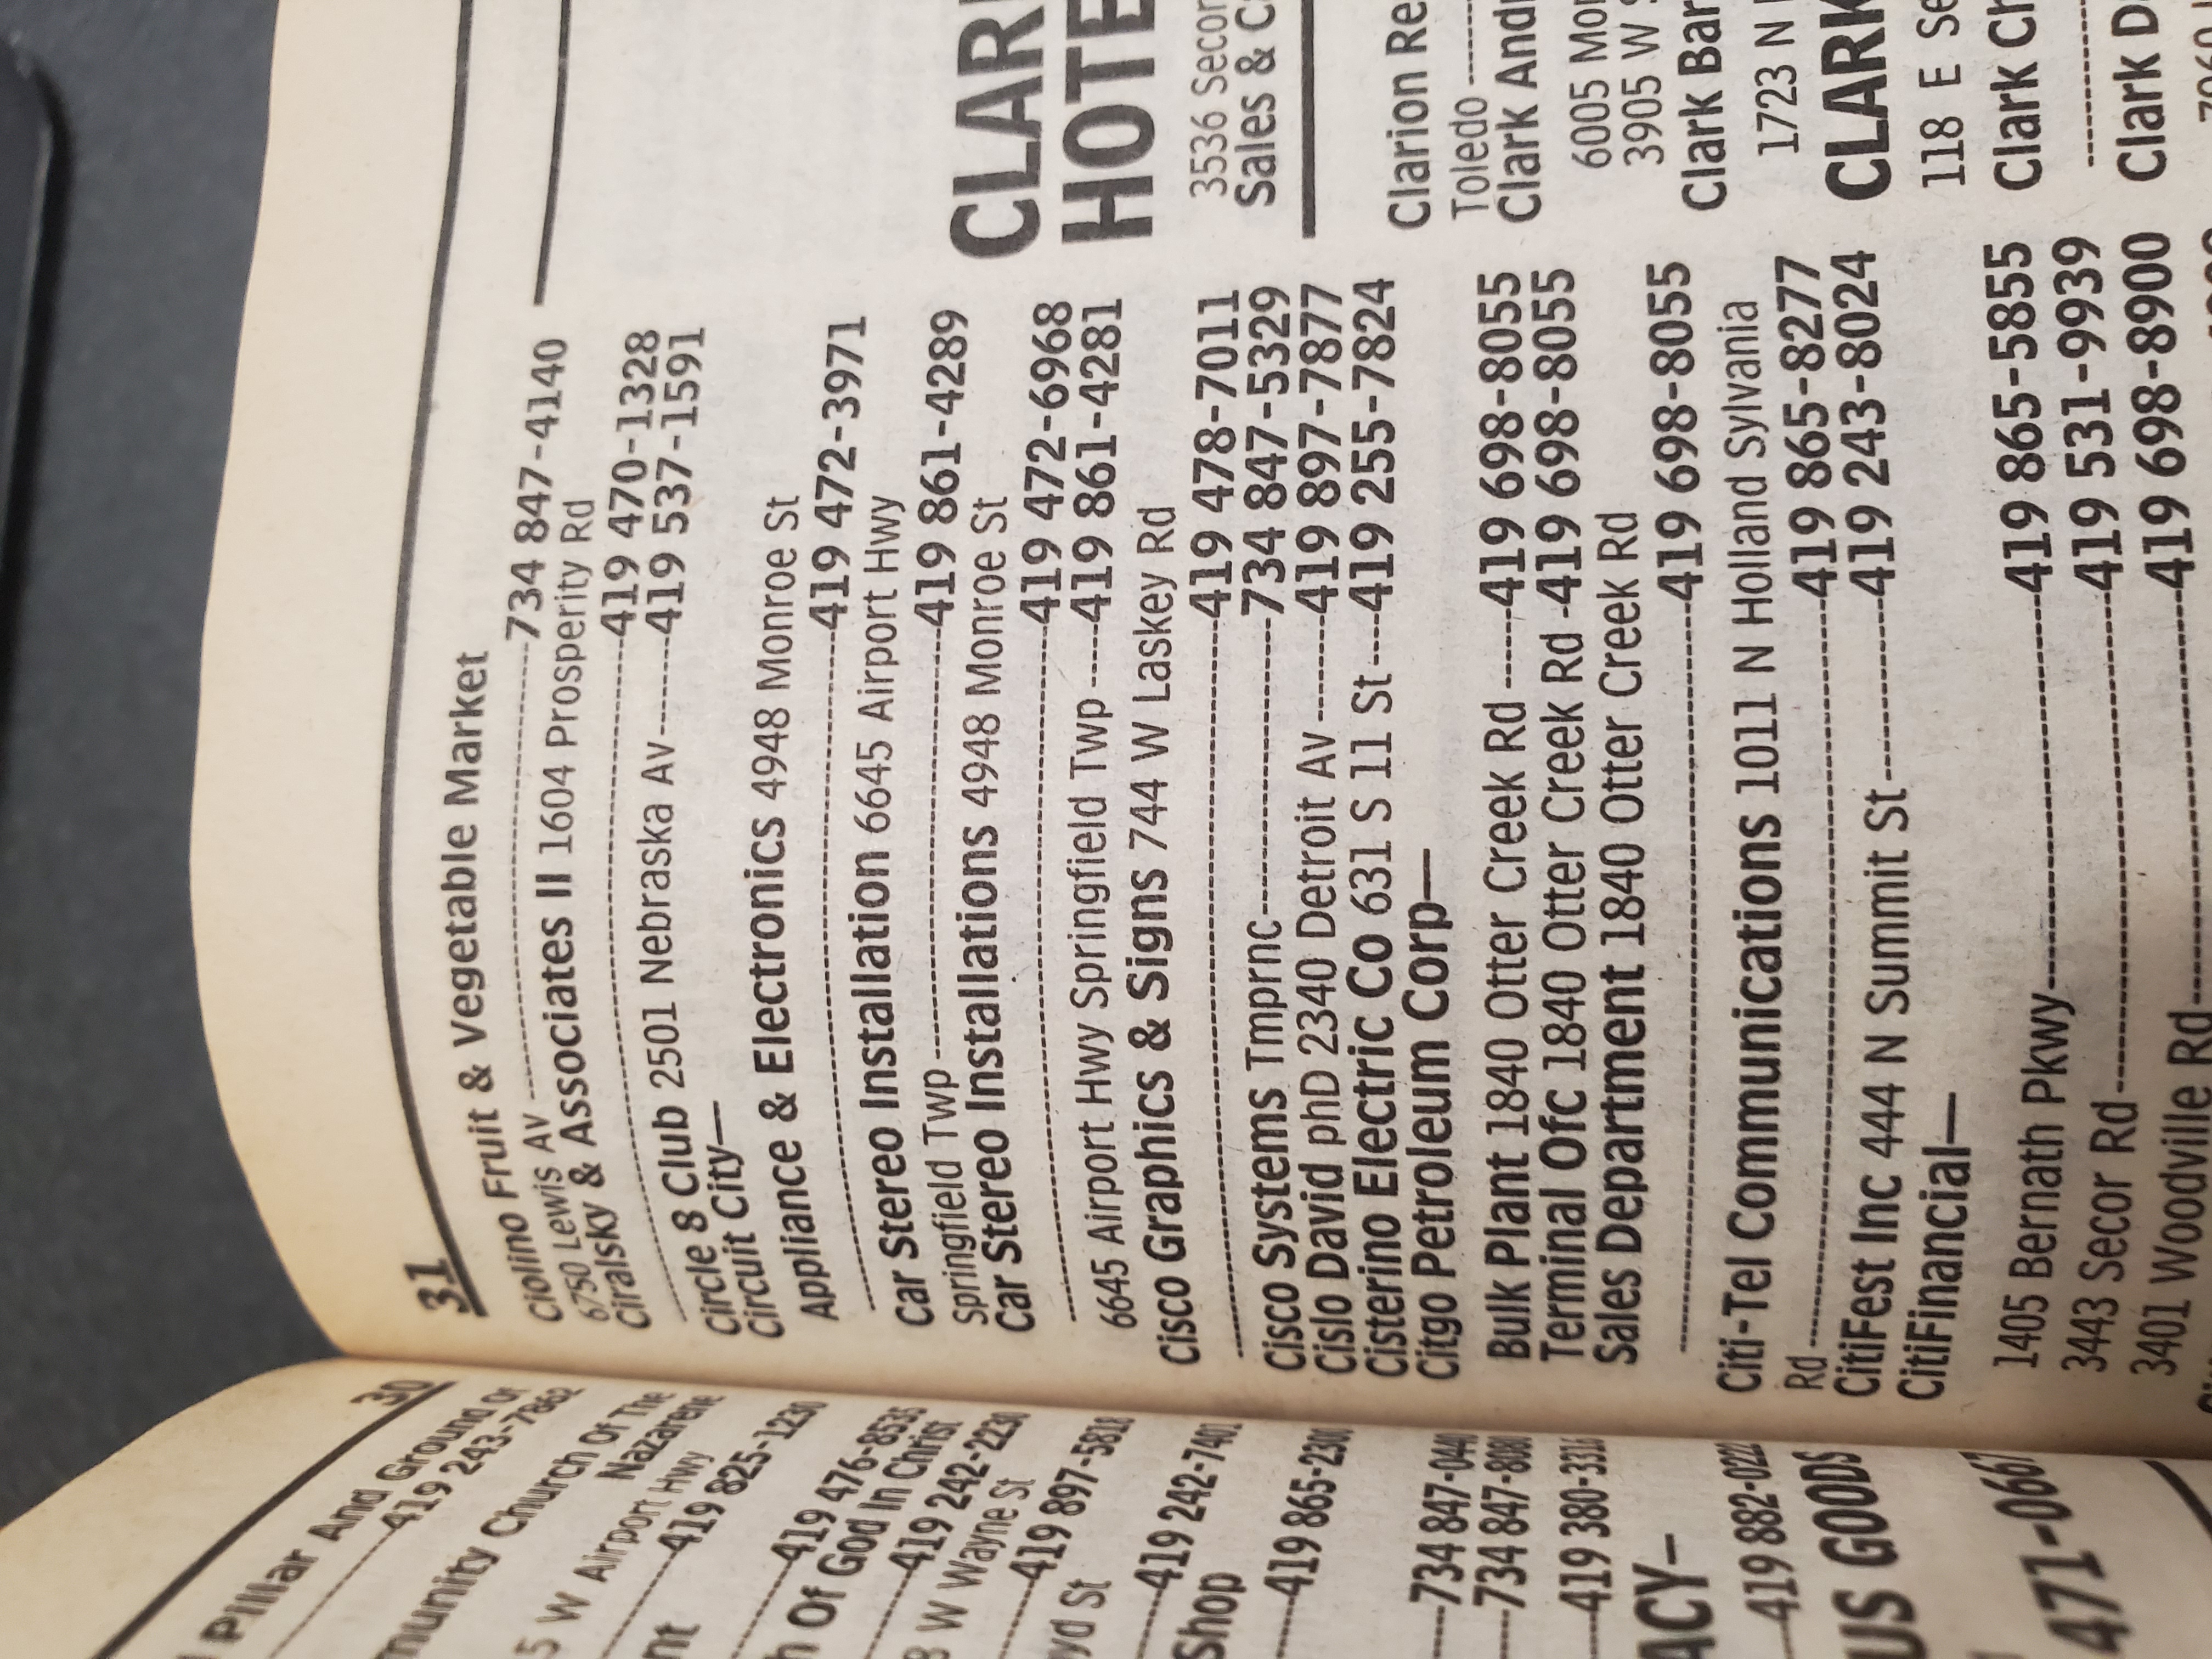 30
Pillar And Ground Of
419 243-7862
munity Church Of The
Nazarene
5 W Airport Hwy
419 825-1230
nt
419 476-8535
h Of God In Christ
419 242-2230
8 W Wayne St
419 897-5818
yd St
419 242-7401
Shop
419 865-2300
734 847-0440
734 847-8080
419 380-3316
ACY—
419 882-0222
US GOODS
471-0667
31
Ciolino Fruit & Vegetable Market
6750 Lewis Av 734 847-4140
Ciralsky & Associates II 1604 Prosperity Rd
419 470-1328
Circle 8 Club 2501 Nebraska Av 419 537-1591
Circuit City—
Appliance & Electronics 4948 Monroe St
419 472-3971
Car Stereo Installation 6645 Airport Hwy
Springfield Twp 419 861-4289
Car Stereo Installations 4948 Monroe St
419 472-6968
6645 Airport Hwy Springfield Twp 419 861-4281
Cisco Graphics & Signs 744 W Laskey Rd
419 478-7011
Cisco Systems Tmprnc 734 847-5329
Cislo David phD 2340 Detroit Av 419 897-7877
Cisterino Electric Co 631 S 11 St 419 255-7824
Citgo Petroleum Corp—
Bulk Plant 1840 Otter Creek Rd 419 698-8055
Terminal Ofc 1840 Otter Creek Rd 419 698-8055
Sales Department 1840 Otter Creek Rd
419 698-8055
Citi-Tel Communications 1011 N Holland Sylvania
Rd 419 865-8277
CitiFest Inc 444 N Summit St 419 243-8024
CitiFinancial—
1405 Bernath Pkwy 419 865-5855
3443 Secor Rd 419 531-9939
3401 Woodville Rd 419 698-8900
CLARI
HOTE
3536 Secor
Sales & C
Clarion Re
Toledo
Clark Andr
6005 Mon
3905 W S
Clark Bar
1723 N
CLARK
118 E Se
Clark Ch
Clark D